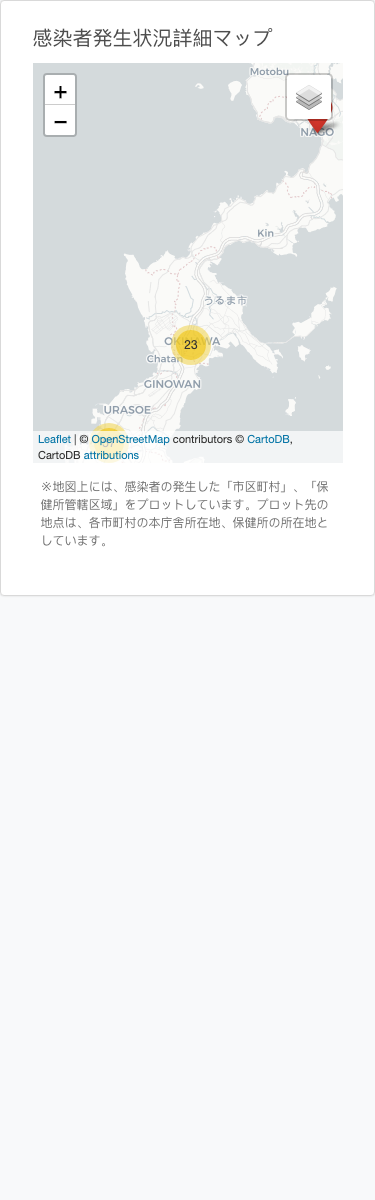 感染者発生状況詳細マップ
Motobu
+
−
NAGO
Kin
うるま市
23
Chatan
GINOWAN
URASOE
Leaflet | © OpenStreetMap contributors © CartoDB,
CartoDB attributions
※地図上には、感染者の発生した「市区町村」、「保
健所管轄区域」をプロットしています。プロット先の
地点は、各市町村の本庁舎所在地、保健所の所在地と
しています。